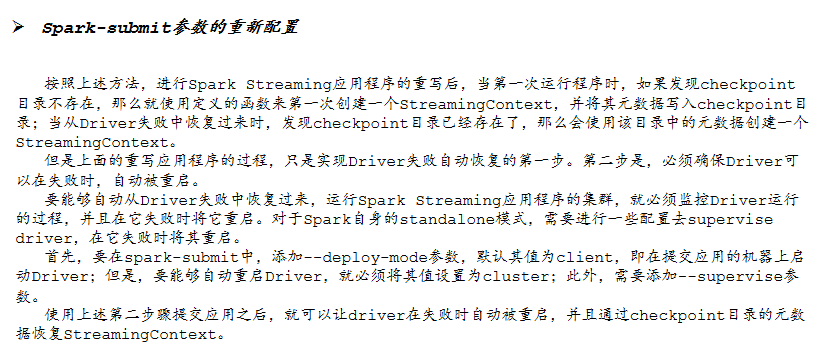 ➢ Spark-submit参数的重新配置
按照上述方法，进行Spark Streaming应用程序的重写后，当第一次运行程序时，如果发现checkpoint
目录不存在，那么就使用定义的函数来第一次创建一个StreamingContext，并将其元数据写入checkpoint目
录；当从Driver失败中恢复过来时，发现checkpoint目录已经存在了，那么会使用该目录中的元数据创建一个
StreamingContext。
但是上面的重写应用程序的过程，只是实现Driver失败自动恢复的第一步。第二步是，必须确保Driver可
以在失败时，自动被重启。
要能够自动从Driver失败中恢复过来，运行Spark Streaming应用程序的集群，就必须监控Driver运行
的过程，并且在它失败时将它重启。对于Spark自身的standalone模式，需要进行一些配置去supervise
driver，在它失败时将其重启。
首先，要在spark-submit中，添加--deploy-mode参数，默认其值为client，即在提交应用的机器上启
动Driver；但是，要能够自动重启Driver，就必须将其值设置为cluster；此外，需要添加--supervise参
数。
使用上述第二步骤提交应用之后，就可以让driver在失败时自动被重启，并且通过checkpoint目录的元数
据恢复StreamingContext。